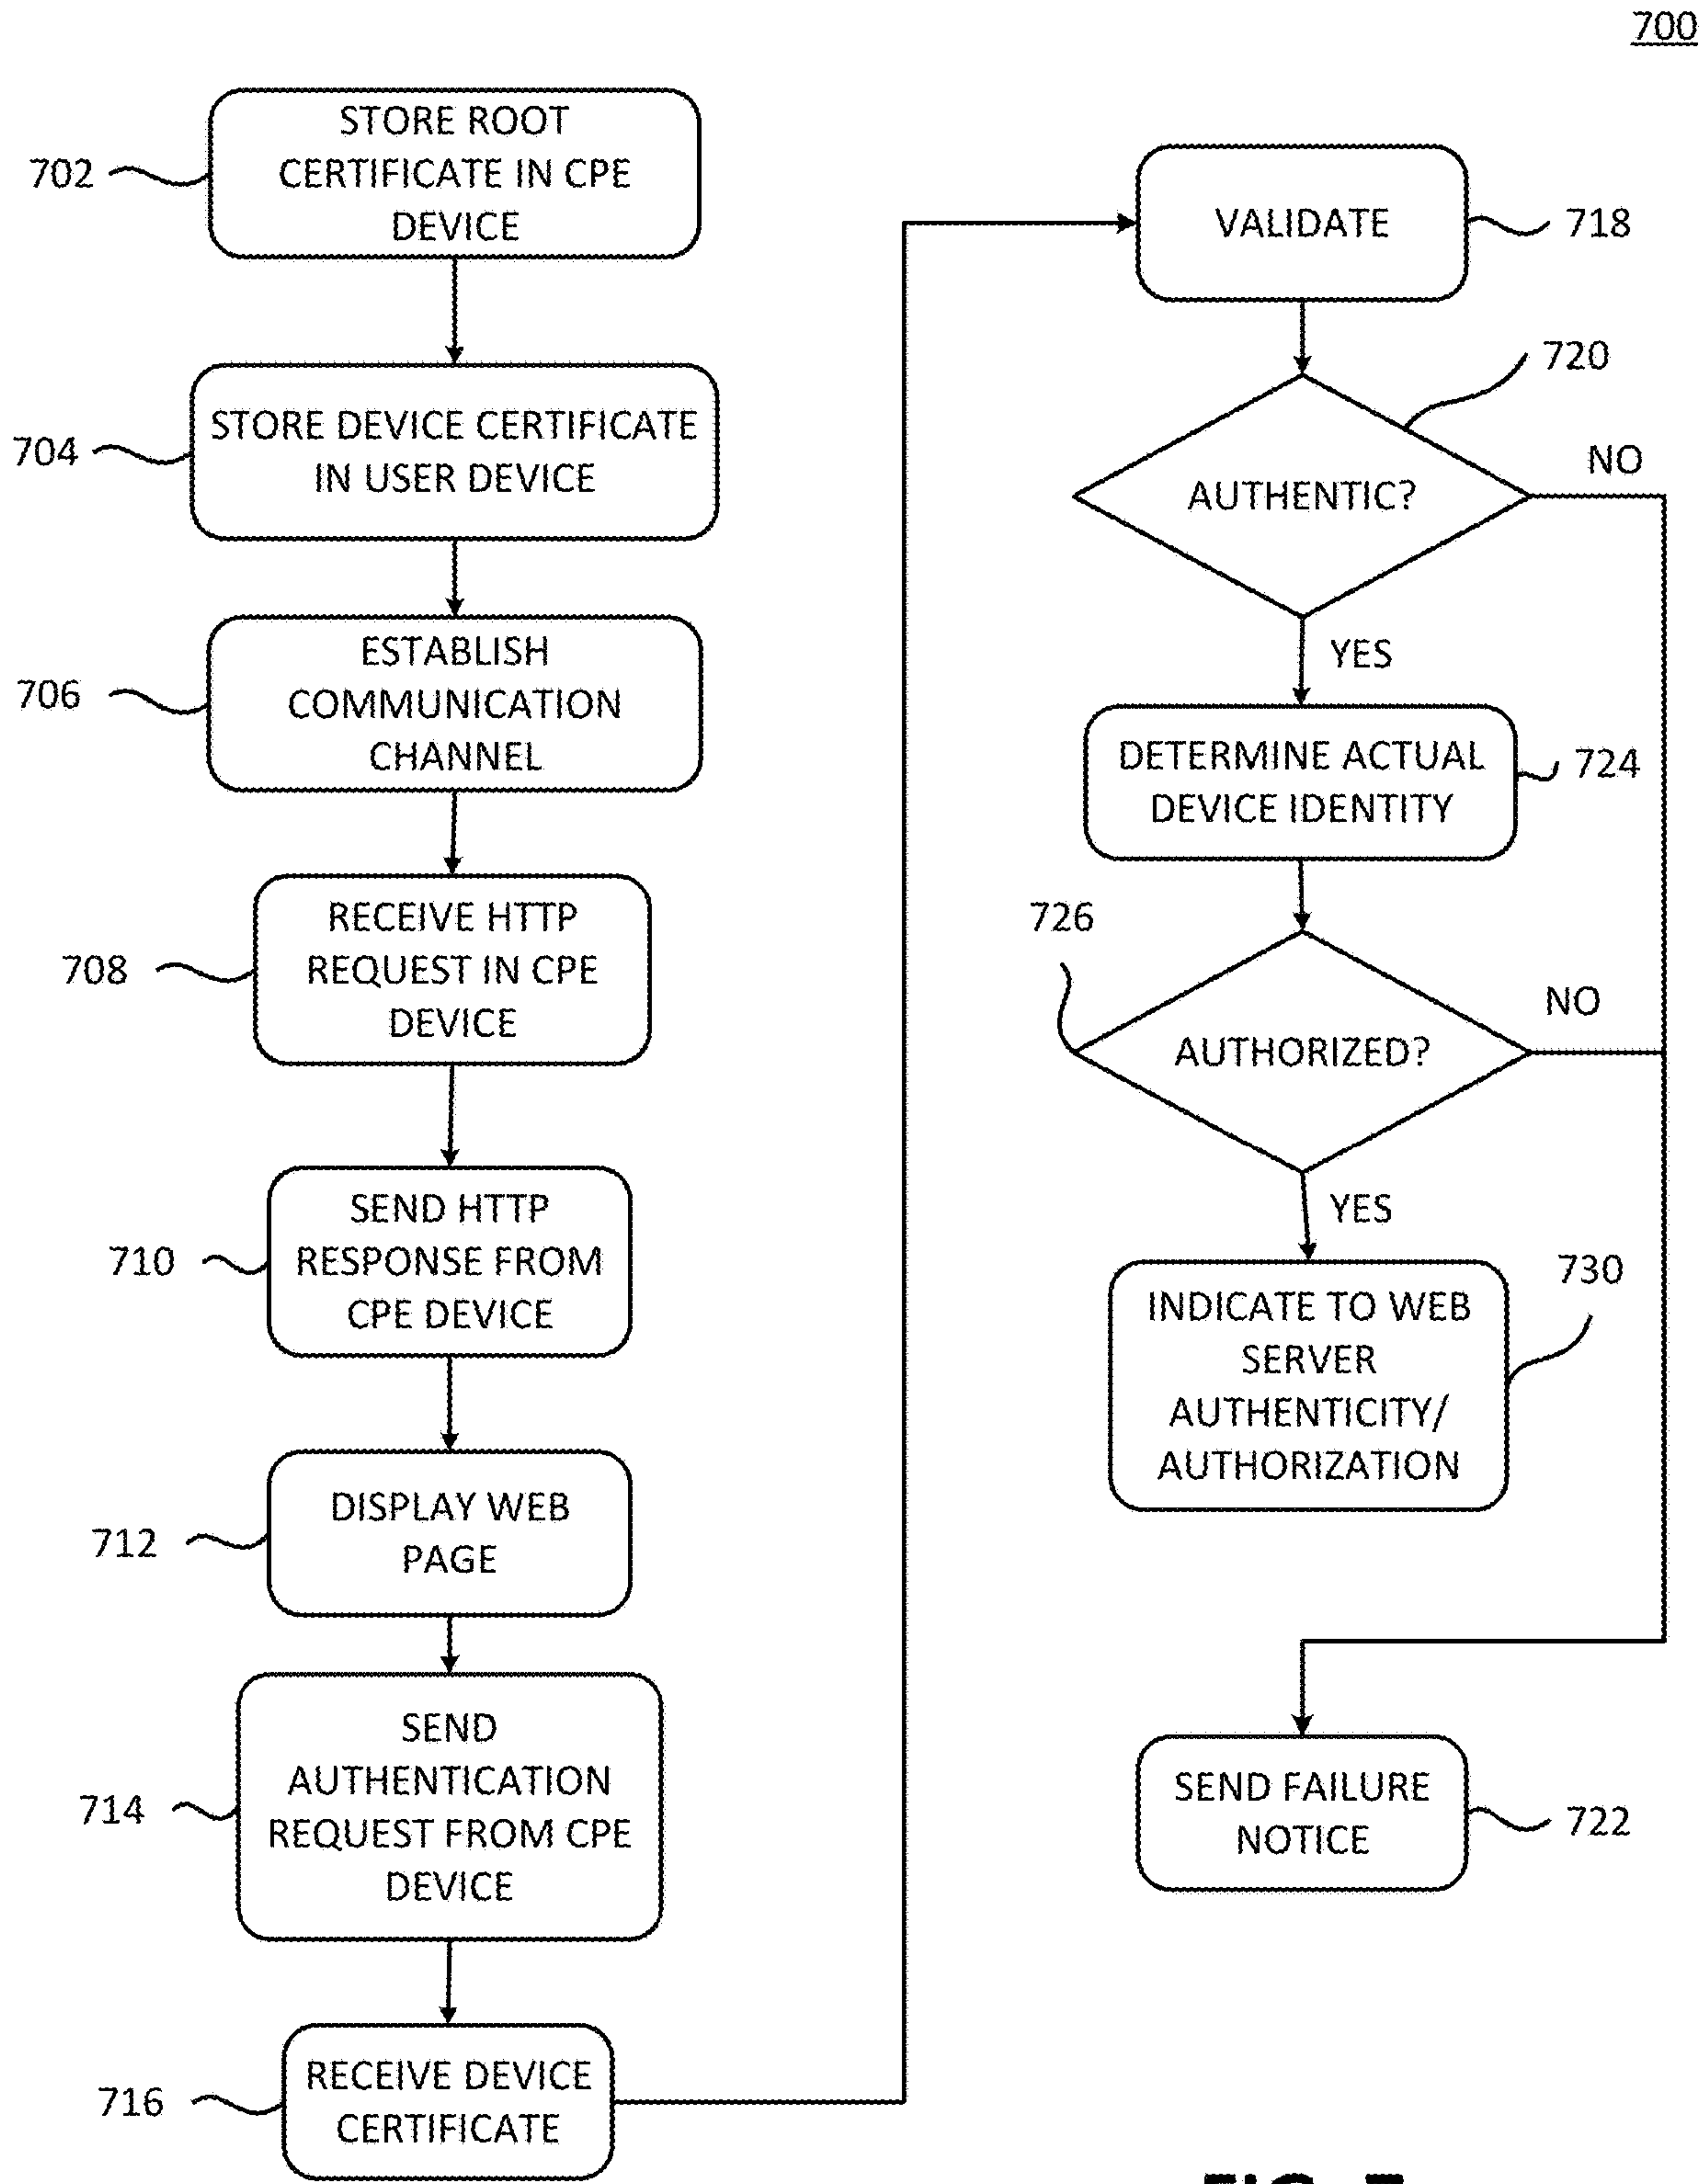 700
702
STORE ROOT
CERTIFICATE IN CPE
DEVICE
704
STORE DEVICE CERTIFICATE
IN USER DEVICE
706
ESTABLISH
COMMUNICATION
CHANNEL
708
RECEIVE HTTP
REQUEST IN CPE
DEVICE
710
SEND HTTP
RESPONSE FROM
CPE DEVICE
712
DISPLAY WEB
PAGE
714
SEND
AUTHENTICATION
REQUEST FROM CPE
DEVICE
716
RECEIVE DEVICE
CERTIFICATE
VALIDATE
718
720
AUTHENTIC?
NO
YES
DETERMINE ACTUAL
DEVICE IDENTITY
724
726
AUTHORIZED?
NO
YES
730
INDICATE TO WEB
SERVER
AUTHENTICITY/
AUTHORIZATION
SEND FAILURE
NOTICE
722